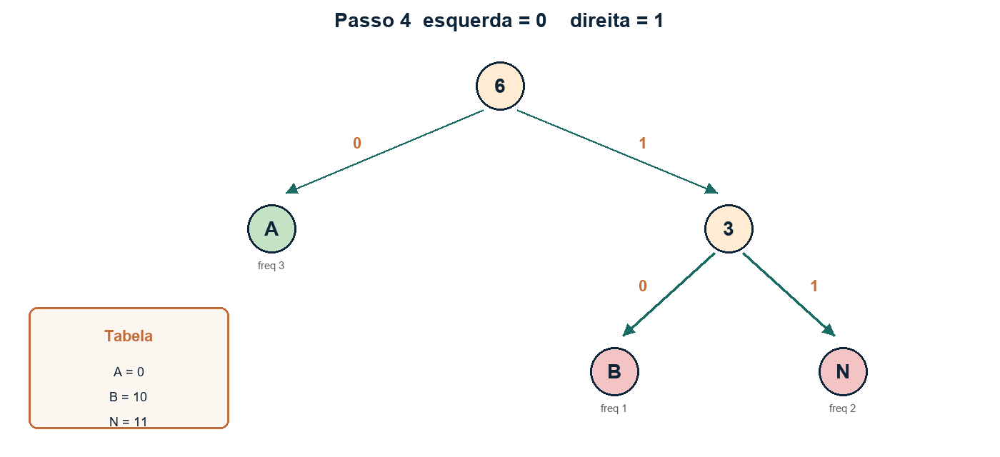 Passo 4 esquerda = 0 direita = 1
6
0
1
A
3
freq 3
0
1
Tabela
A = 0
B = 10
N = 11
B
N
freq 1
freq 2